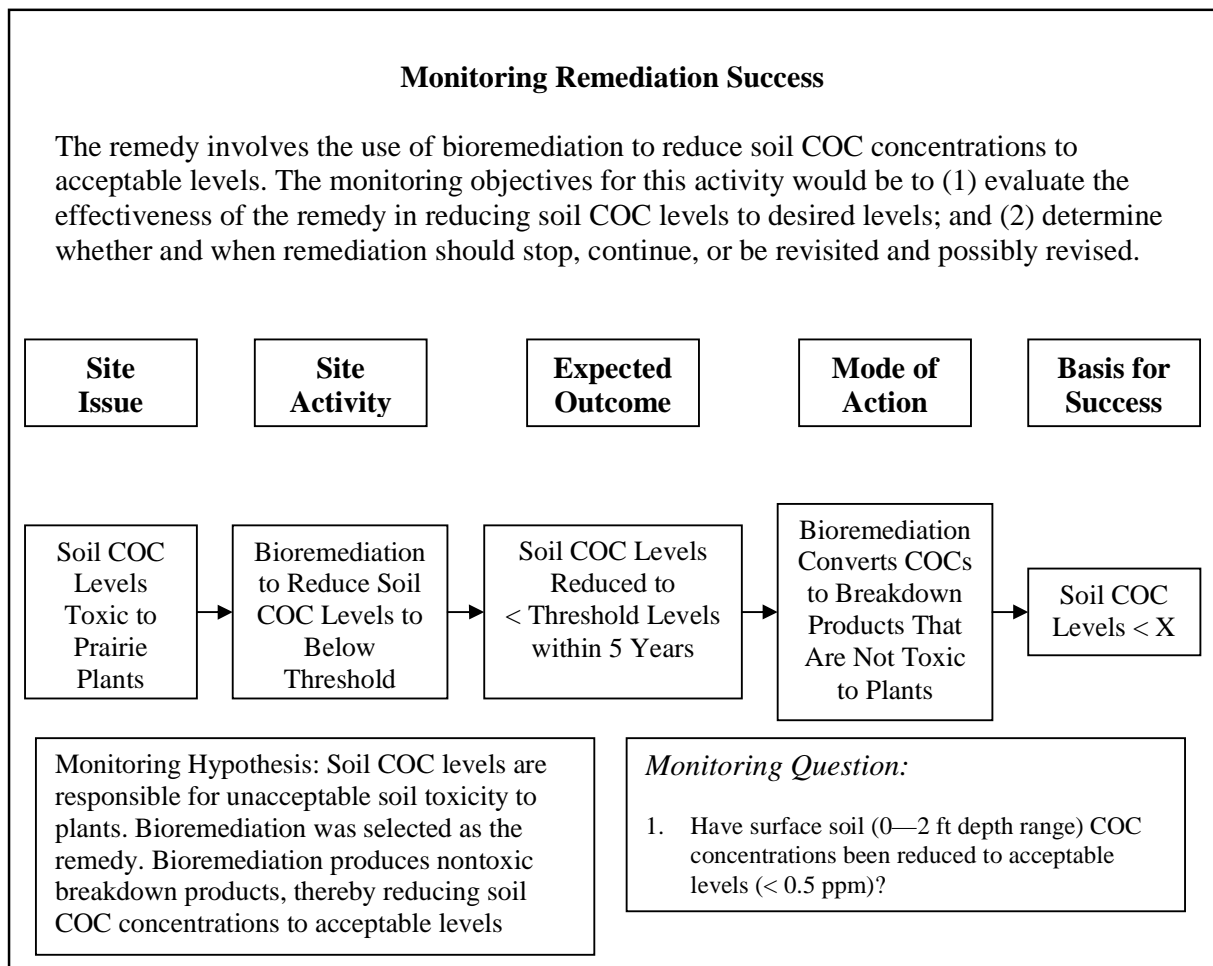 Monitoring Remediation Success
The remedy involves the use of bioremediation to reduce soil COC concentrations to
acceptable levels. The monitoring objectives for this activity would be to (1) evaluate the
effectiveness of the remedy in reducing soil COC levels to desired levels; and (2) determine
whether and when remediation should stop, continue, or be revisited and possibly revised.
Site
Issue
Site
Activity
Expected
Outcome
Mode of
Action
Basis for
Success
Soil COC
Levels
Toxic to
Prairie
Plants
Bioremediation
to Reduce Soil
COC Levels to
Below
Threshold
Soil COC Levels
Reduced to
< Threshold Levels
within 5 Years
Bioremediation
Converts COCs
to Breakdown
Products That
Are Not Toxic
to Plants
Soil COC
Levels < X
Monitoring Hypothesis: Soil COC levels are
responsible for unacceptable soil toxicity to
plants. Bioremediation was selected as the
remedy. Bioremediation produces nontoxic
breakdown products, thereby reducing soil
COC concentrations to acceptable levels
Monitoring Question:
1. Have surface soil (0—2 ft depth range) COC
concentrations been reduced to acceptable
levels (< 0.5 ppm)?